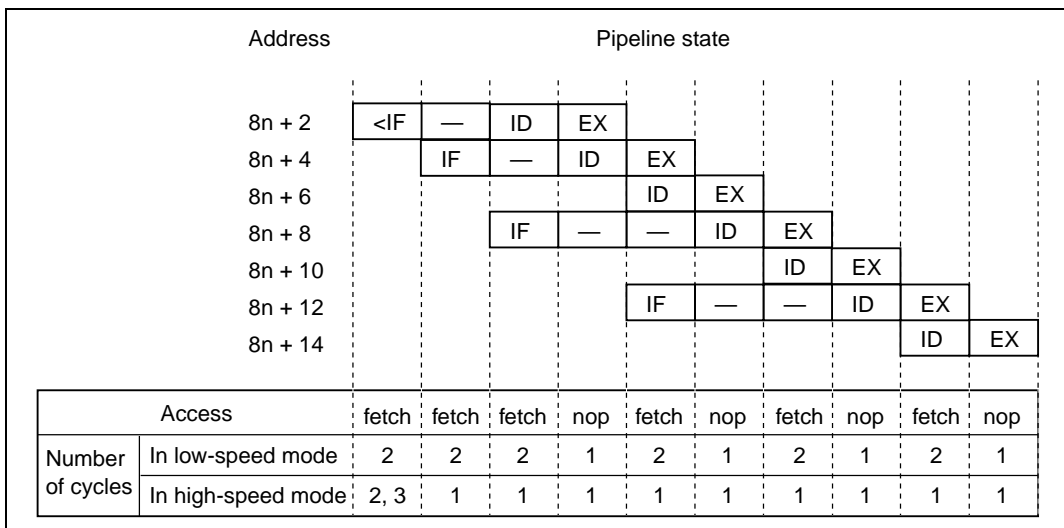 Address Pipeline state
8n + 2 <IF — ID EX
8n + 4 IF — ID EX
8n + 6 ID EX
8n + 8 IF — — ID EX
8n + 10 ID EX
8n + 12 IF — — ID EX
8n + 14 ID EX
Access fetch fetch fetch nop fetch nop fetch nop fetch nop
Number of cycles
In low-speed mode 2 2 2 1 2 1 2 1 2 1
In high-speed mode 2, 3 1 1 1 1 1 1 1 1 1